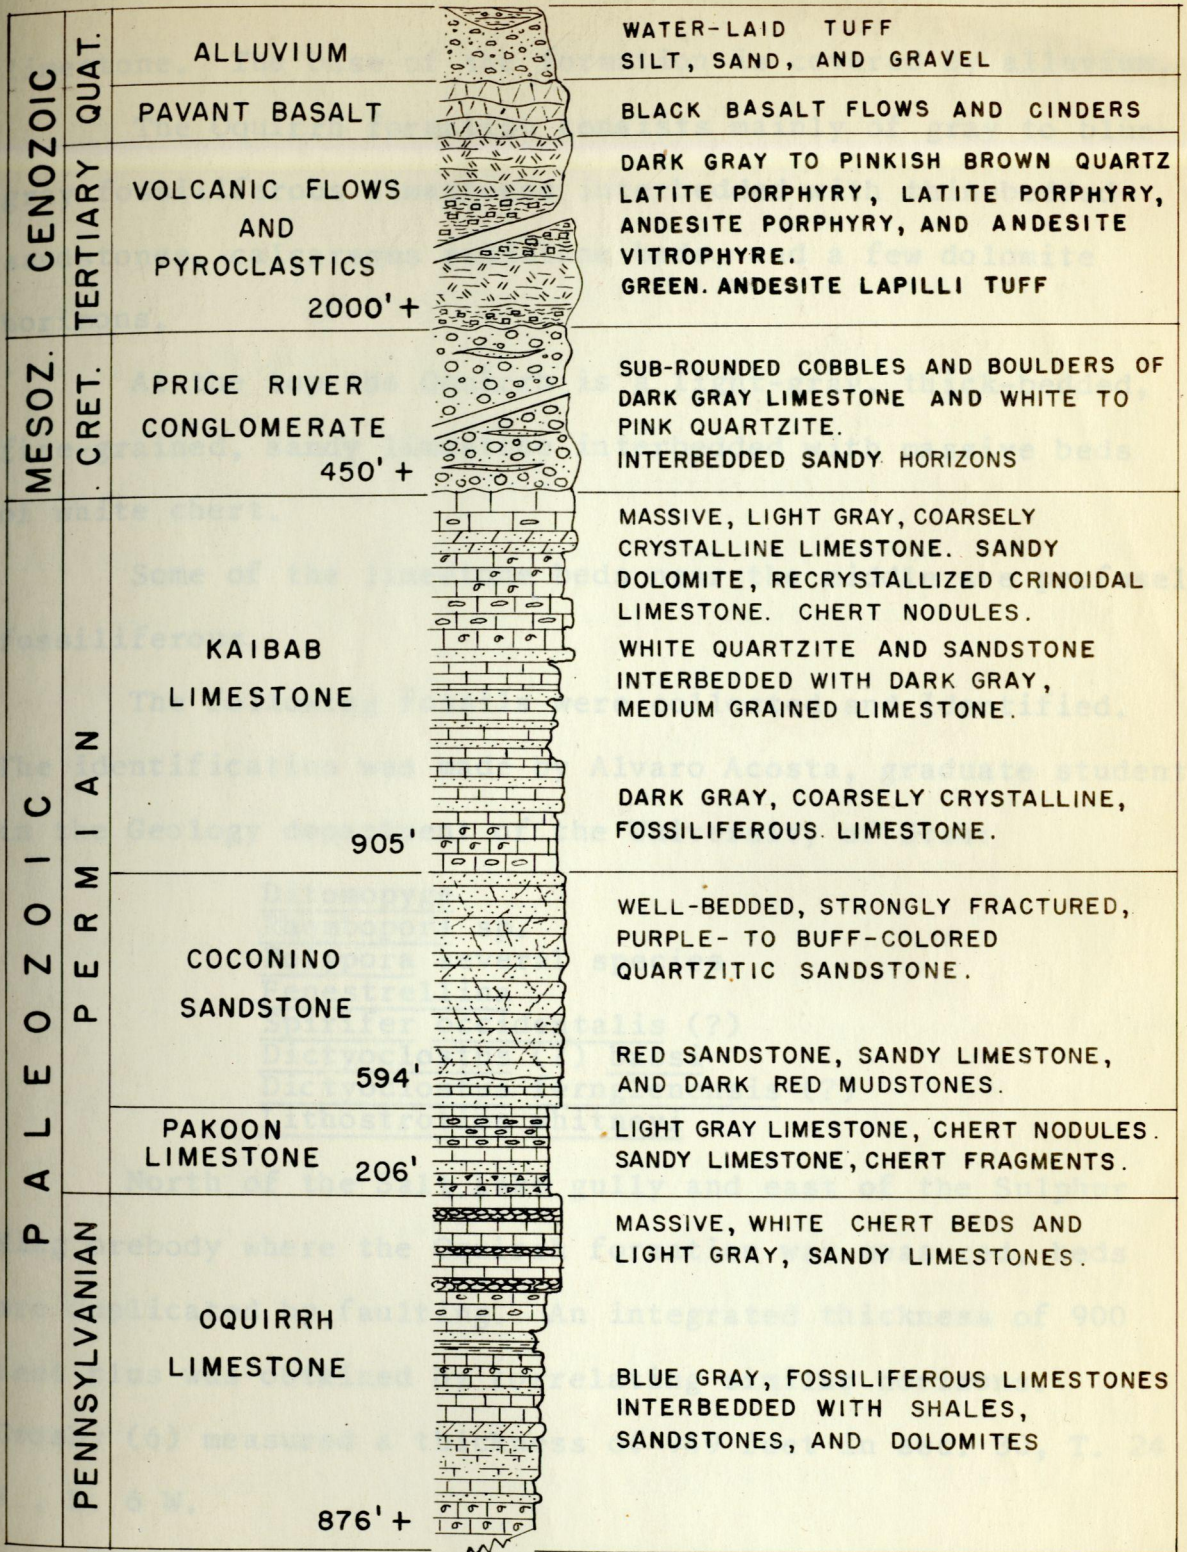 CENOZOIC
QUAT.
ALLUVIUM
WATER-LAID TUFF
SILT, SAND, AND GRAVEL
PAVANT BASALT
BLACK BASALT FLOWS AND CINDERS
TERTIARY
VOLCANIC FLOWS
AND
PYROCLASTICS
2000'+
DARK GRAY TO PINKISH BROWN QUARTZ
LATITE PORPHYRY, LATITE PORPHYRY,
ANDESITE PORPHYRY, AND ANDESITE
VITROPHYRE.
GREEN. ANDESITE LAPILLI TUFF
MESOZ.
CRET.
PRICE RIVER
CONGLOMERATE
450'+
SUB-ROUNDED COBBLES AND BOULDERS OF
DARK GRAY LIMESTONE AND WHITE TO
PINK QUARTZITE.
INTERBEDDED SANDY HORIZONS
PALEOZOIC
PERMIAN
KAIBAB
LIMESTONE
905'
MASSIVE, LIGHT GRAY, COARSELY
CRYSTALLINE LIMESTONE. SANDY
DOLOMITE, RECRYSTALLIZED CRINOIDAL
LIMESTONE. CHERT NODULES.
WHITE QUARTZITE AND SANDSTONE
INTERBEDDED WITH DARK GRAY,
MEDIUM GRAINED LIMESTONE.
DARK GRAY, COARSELY CRYSTALLINE,
FOSSILIFEROUS LIMESTONE.
COCONINO
SANDSTONE
594'
WELL-BEDDED, STRONGLY FRACTURED,
PURPLE- TO BUFF-COLORED
QUARTZITIC SANDSTONE.
RED SANDSTONE, SANDY LIMESTONE,
AND DARK RED MUDSTONES.
PAKOON
LIMESTONE
206'
LIGHT GRAY LIMESTONE, CHERT NODULES.
SANDY LIMESTONE, CHERT FRAGMENTS.
PENNSYLVANIAN
OQUIRRH
LIMESTONE
876'+
MASSIVE, WHITE CHERT BEDS AND
LIGHT GRAY, SANDY LIMESTONES.
BLUE GRAY, FOSSILIFEROUS LIMESTONES
INTERBEDDED WITH SHALES,
SANDSTONES, AND DOLOMITES